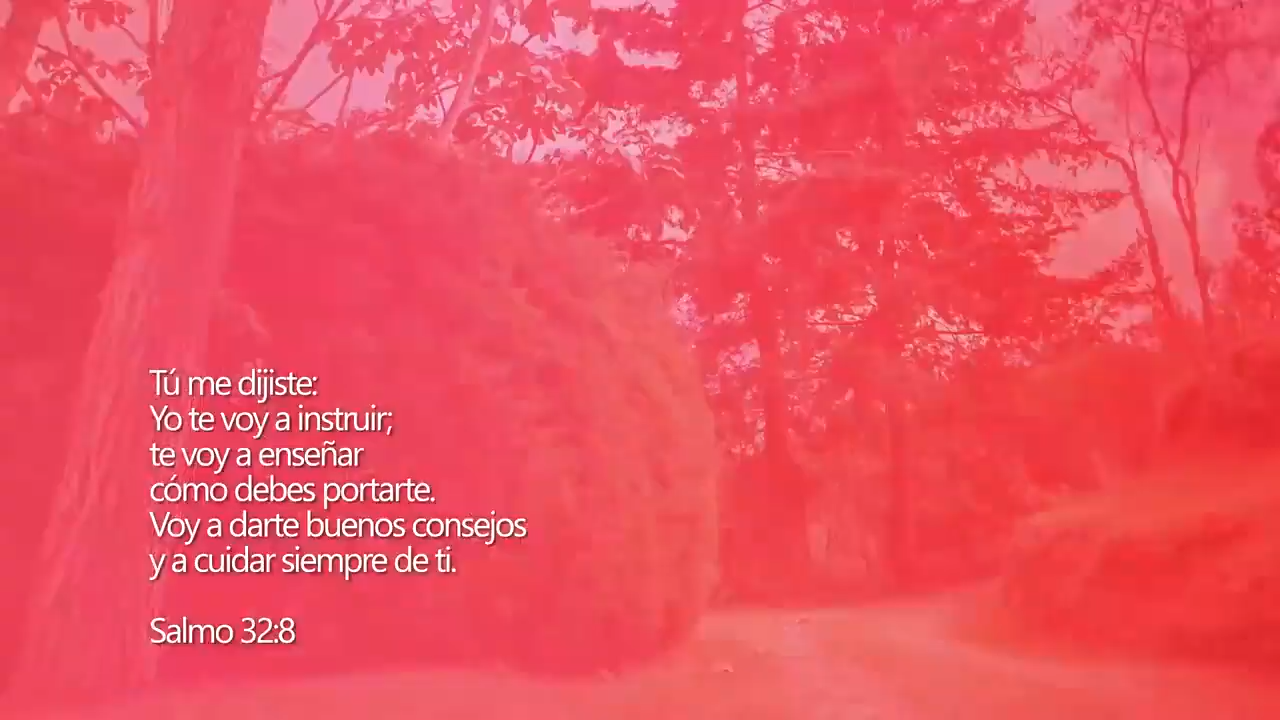 Tú me dijiste:
Yo te voy a instruir;
te voy a enseñar
cómo debes portarte.
Voy a darte buenos consejos
y a cuidar siempre de ti.
Salmo 32:8